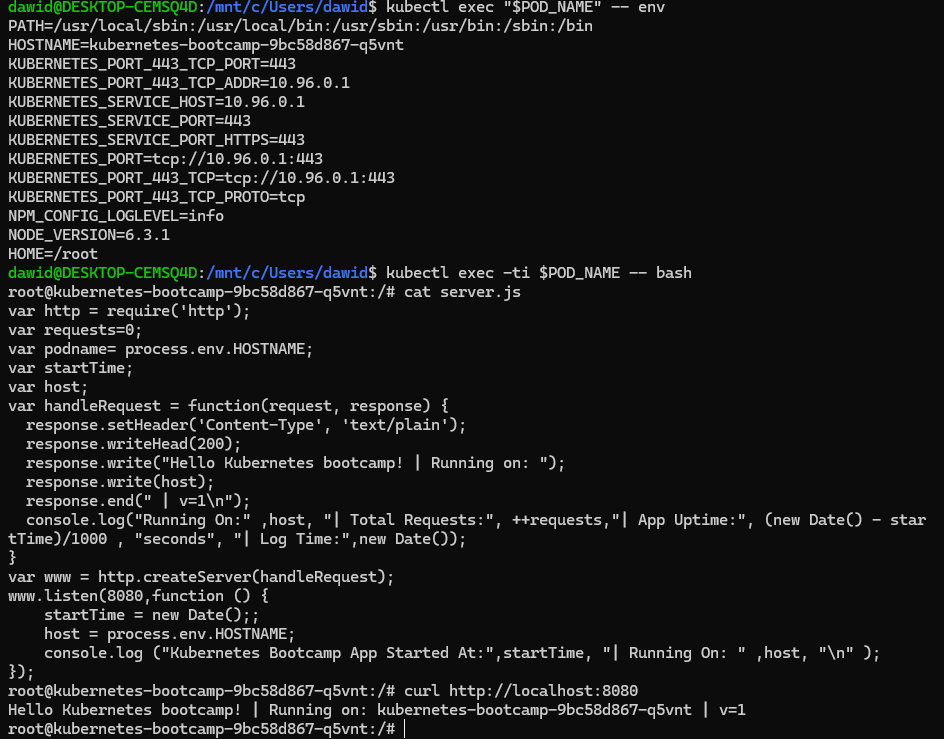 dawid@DESKTOP-CEMSQ4D:/mnt/c/Users/dawid$ kubectl exec "$POD_NAME" -- env
PATH=/usr/local/sbin:/usr/local/bin:/usr/sbin:/usr/bin:/sbin:/bin
HOSTNAME=kubernetes-bootcamp-9bc58d867-q5vnt
KUBERNETES_PORT_443_TCP_PORT=443
KUBERNETES_PORT_443_TCP_ADDR=10.96.0.1
KUBERNETES_SERVICE_HOST=10.96.0.1
KUBERNETES_SERVICE_PORT=443
KUBERNETES_SERVICE_PORT_HTTPS=443
KUBERNETES_PORT=tcp://10.96.0.1:443
KUBERNETES_PORT_443_TCP=tcp://10.96.0.1:443
KUBERNETES_PORT_443_TCP_PROTO=tcp
NPM_CONFIG_LOGLEVEL=info
NODE_VERSION=6.3.1
HOME=/root
dawid@DESKTOP-CEMSQ4D:/mnt/c/Users/dawid$ kubectl exec -ti $POD_NAME -- bash
root@kubernetes-bootcamp-9bc58d867-q5vnt:/# cat server.js
var http = require('http');
var requests=0;
var podname= process.env.HOSTNAME;
var startTime;
var host;
var handleRequest = function(request, response) {
  response.setHeader('Content-Type', 'text/plain');
  response.writeHead(200);
  response.write("Hello Kubernetes bootcamp! | Running on: ");
  response.write(host);
  response.end(" | v=1\n");
  console.log("Running On:" ,host, "| Total Requests:", ++requests,"| App Uptime:", (new Date() - star
tTime)/1000 , "seconds", "| Log Time:",new Date());
}
var www = http.createServer(handleRequest);
www.listen(8080,function () {
    startTime = new Date();;
    host = process.env.HOSTNAME;
    console.log ("Kubernetes Bootcamp App Started At:",startTime, "| Running On: " ,host, "\n" );
});
root@kubernetes-bootcamp-9bc58d867-q5vnt:/# curl http://localhost:8080
Hello Kubernetes bootcamp! | Running on: kubernetes-bootcamp-9bc58d867-q5vnt | v=1
root@kubernetes-bootcamp-9bc58d867-q5vnt:/#